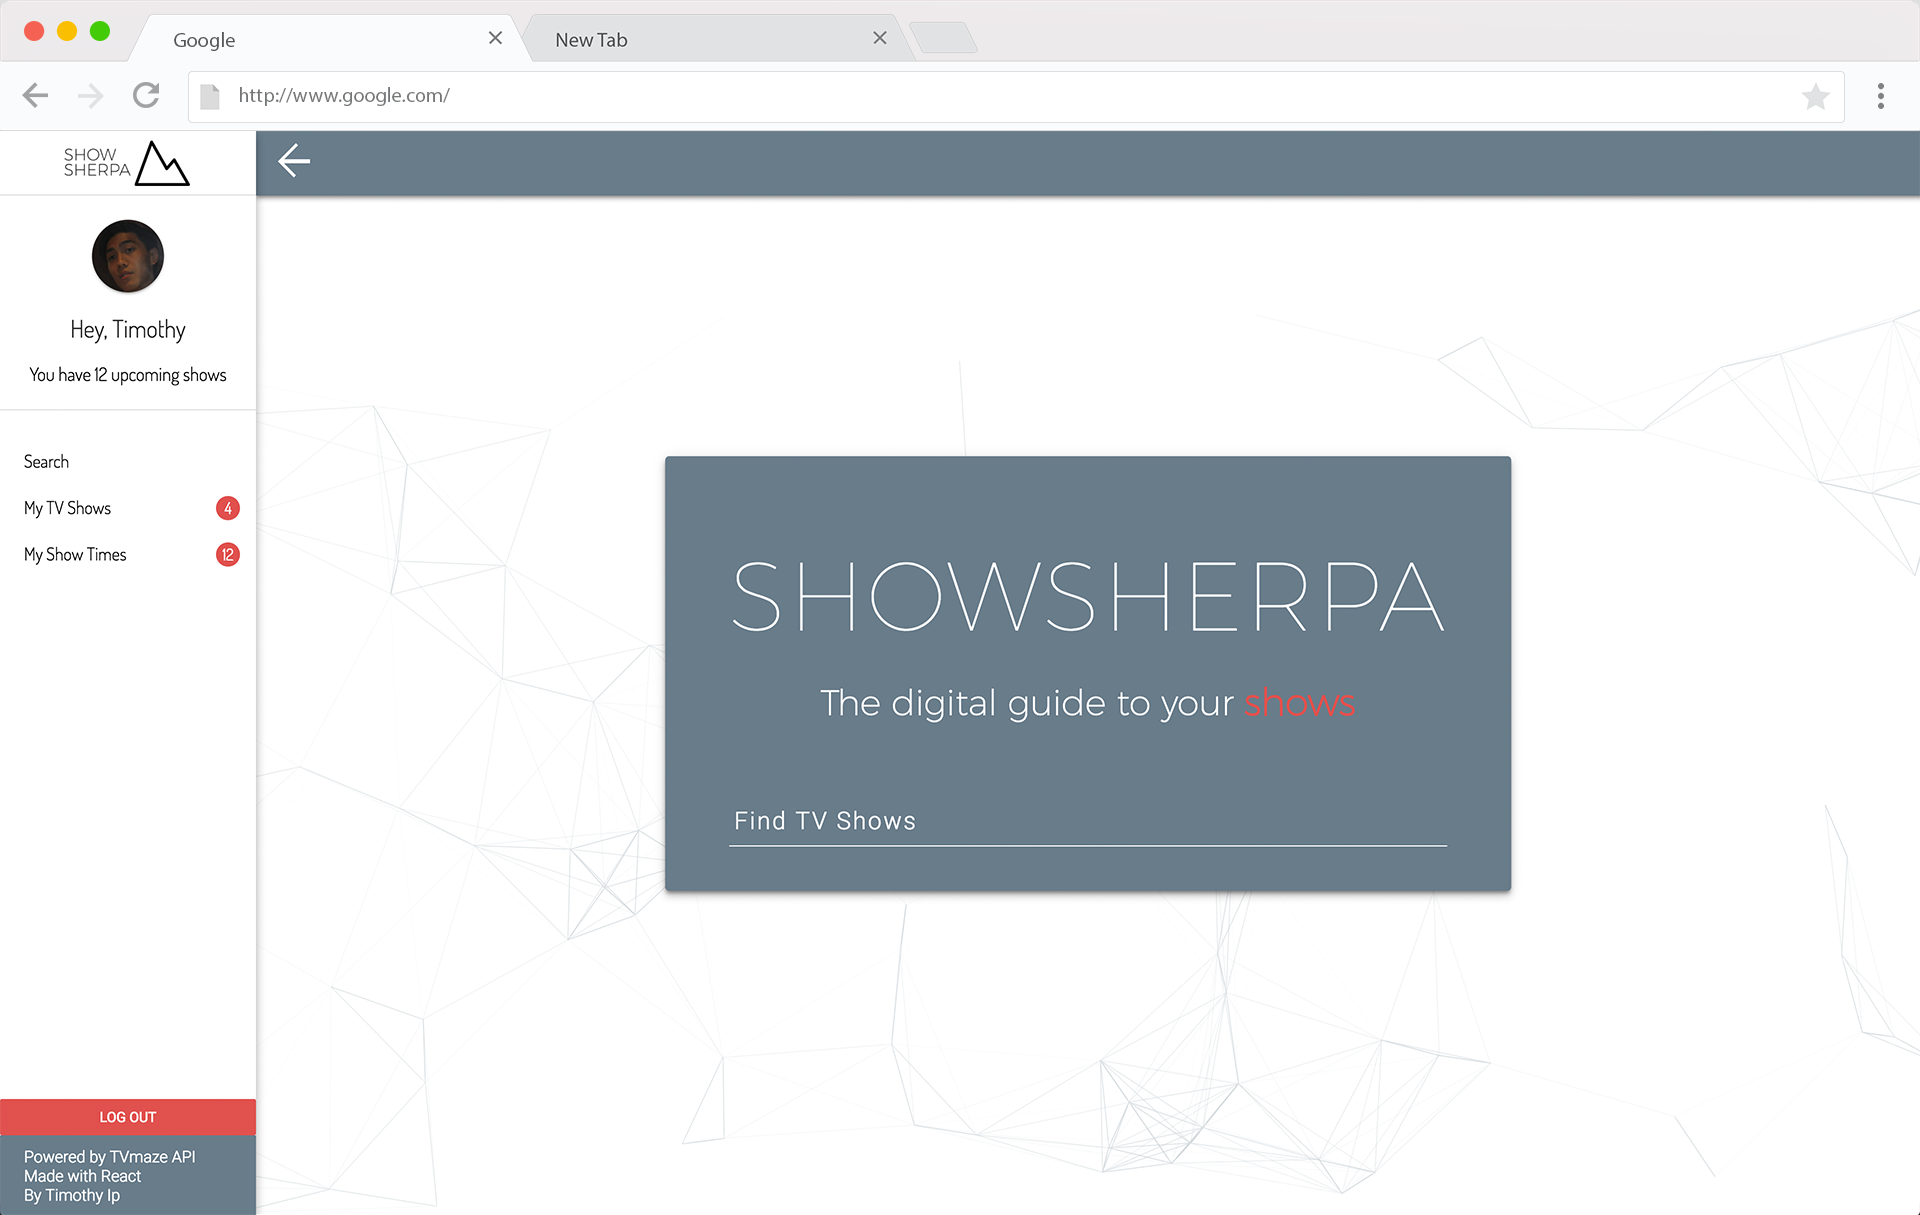 Google
New Tab
http://www.google.com/
SHOW
SHERPA
Hey, Timothy
You have 12 upcoming shows
Search
My TV Shows 4
My Show Times 12
SHOWSHERPA
The digital guide to your shows
Find TV Shows
LOG OUT
Powered by TVmaze API
Made with React
By Timothy Ip